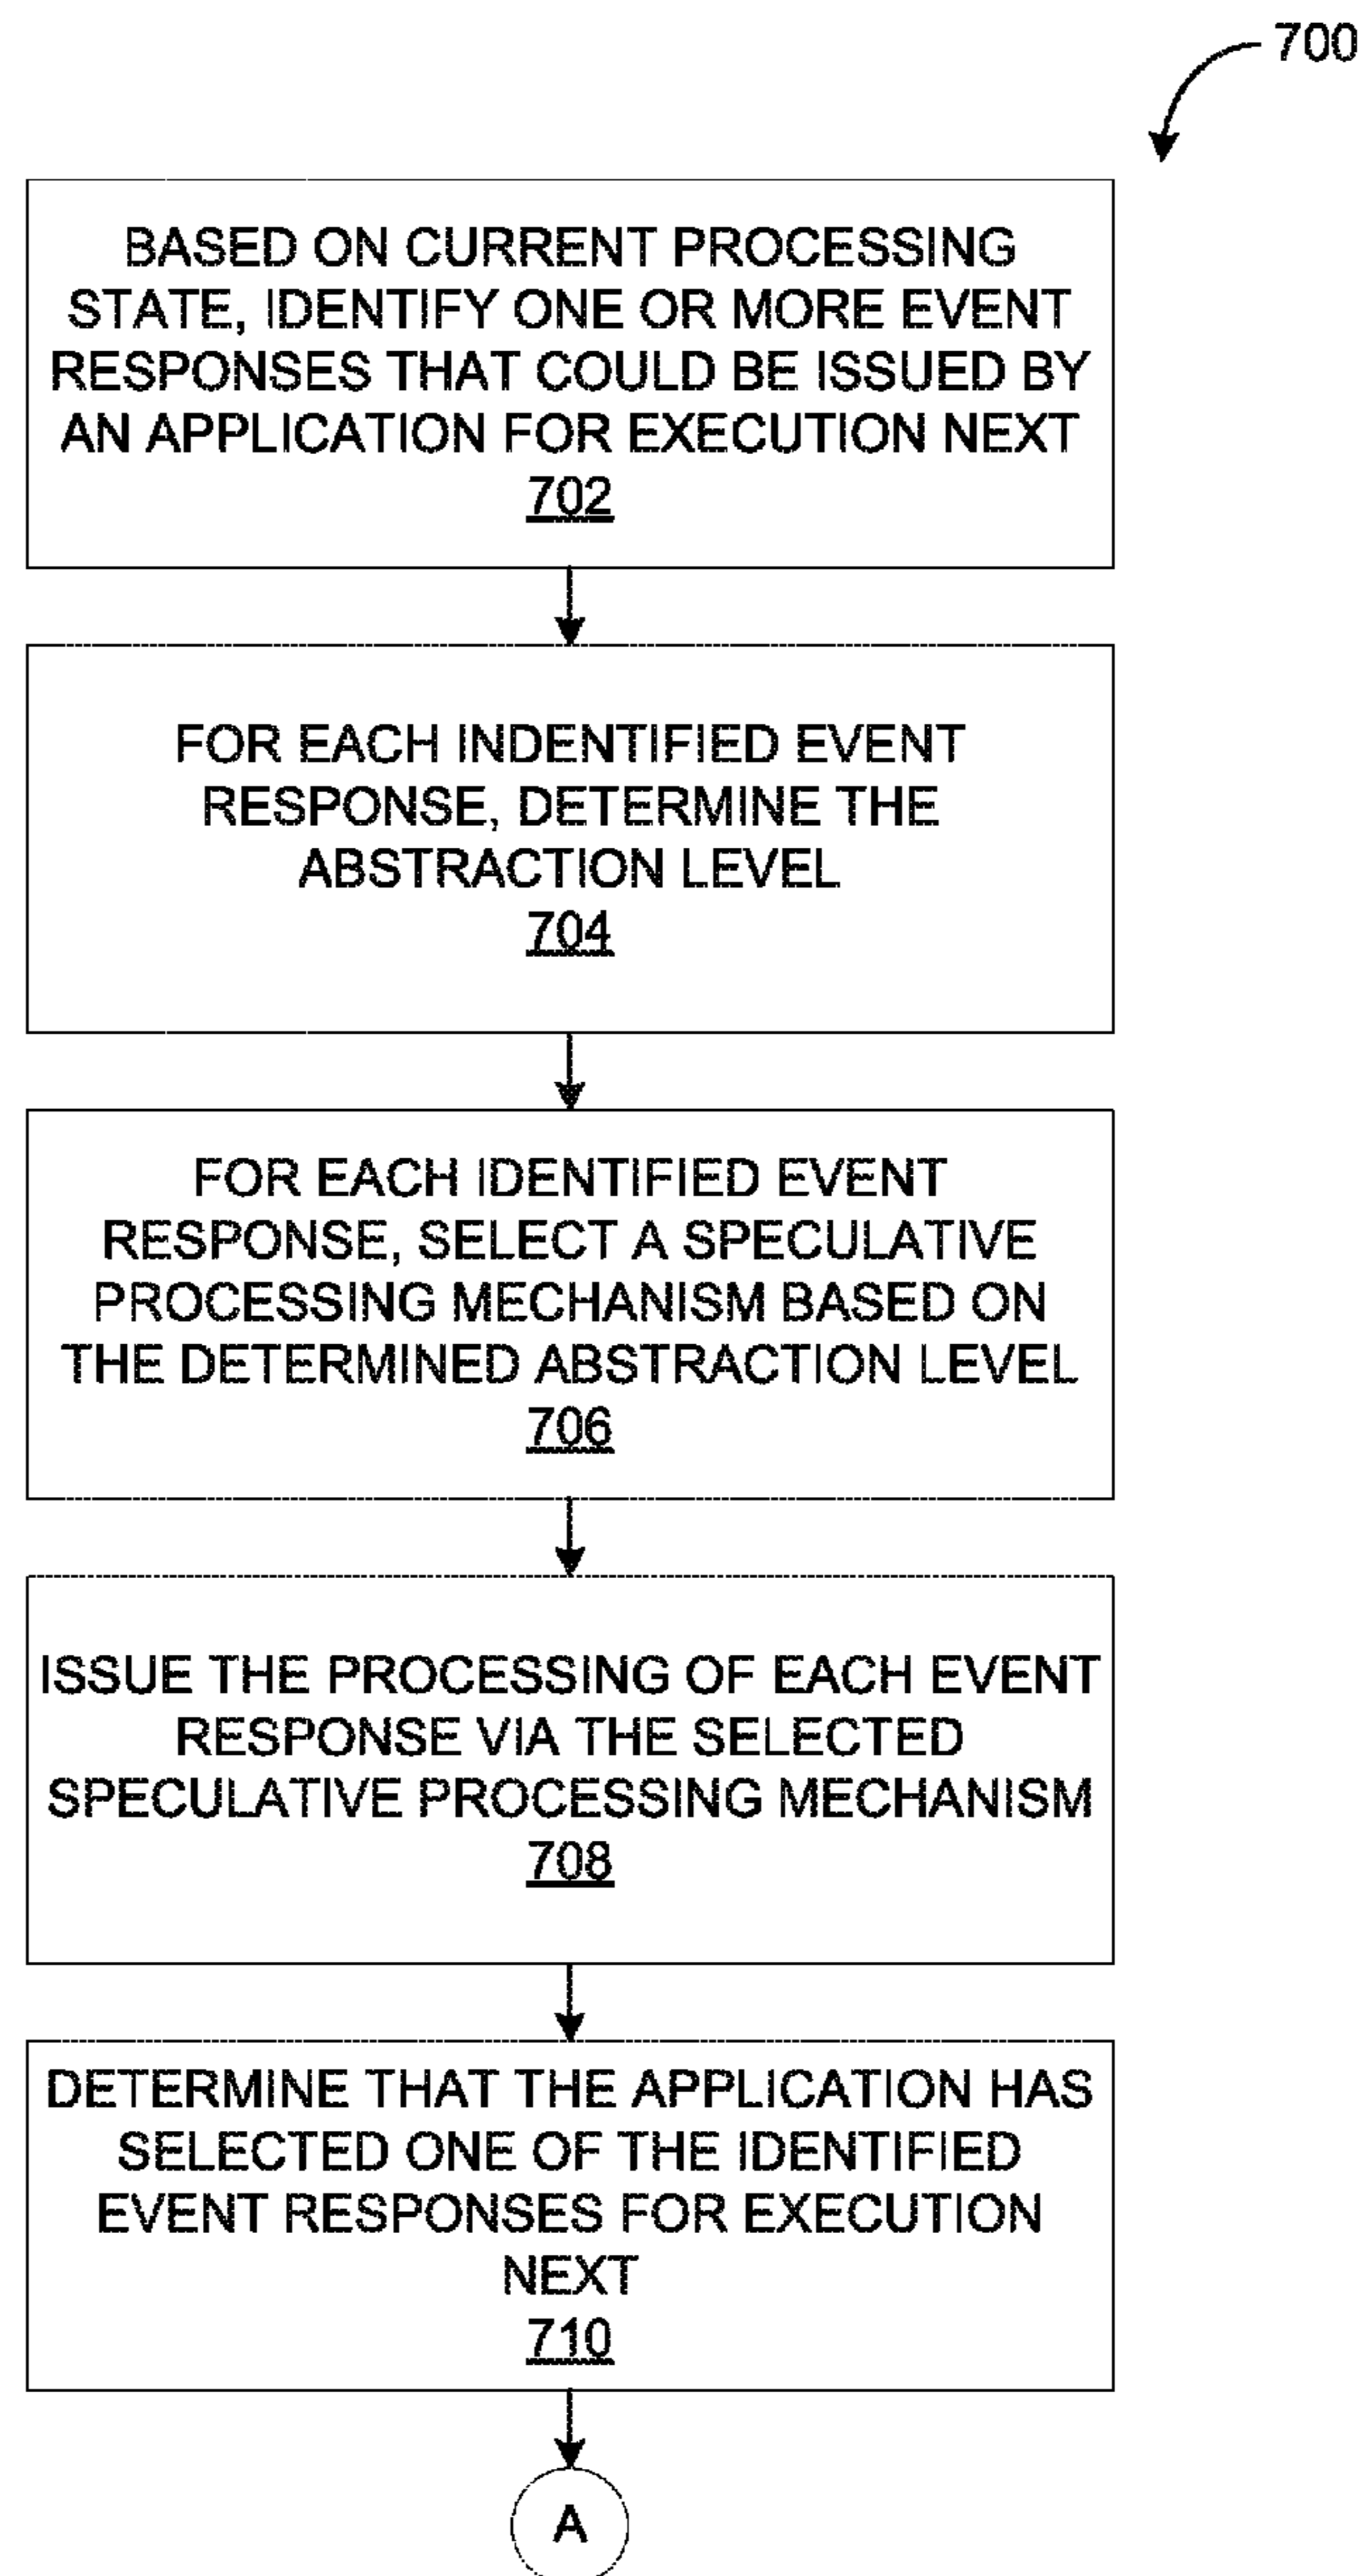 700
BASED ON CURRENT PROCESSING
STATE, IDENTIFY ONE OR MORE EVENT
RESPONSES THAT COULD BE ISSUED BY
AN APPLICATION FOR EXECUTION NEXT
702
FOR EACH INDENTIFIED EVENT
RESPONSE, DETERMINE THE
ABSTRACTION LEVEL
704
FOR EACH IDENTIFIED EVENT
RESPONSE, SELECT A SPECULATIVE
PROCESSING MECHANISM BASED ON
THE DETERMINED ABSTRACTION LEVEL
706
ISSUE THE PROCESSING OF EACH EVENT
RESPONSE VIA THE SELECTED
SPECULATIVE PROCESSING MECHANISM
708
DETERMINE THAT THE APPLICATION HAS
SELECTED ONE OF THE IDENTIFIED
EVENT RESPONSES FOR EXECUTION
NEXT
710
A